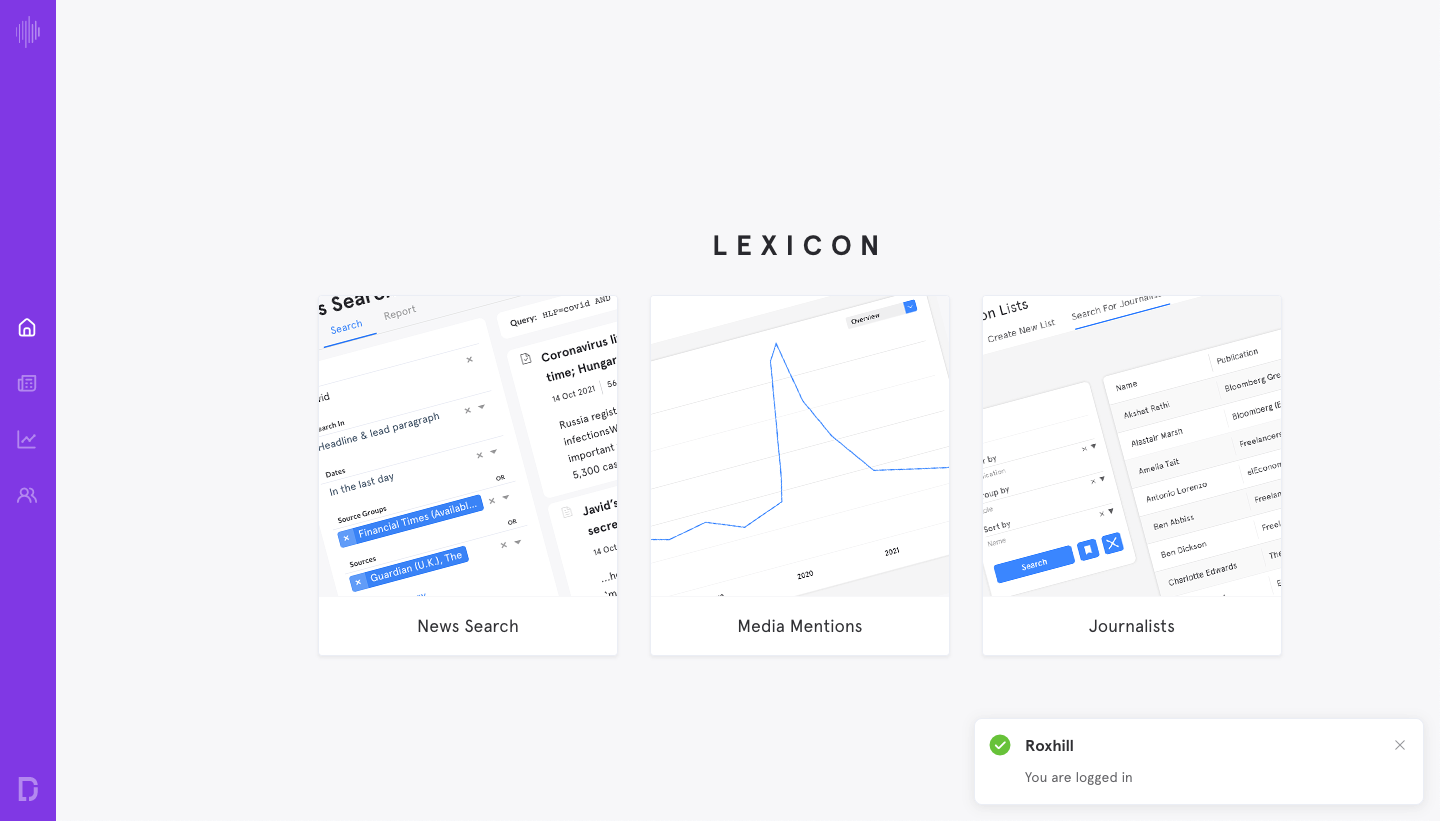 LEXICON
s Search
Search
Report
Query: HLP=covid AND
vid
earch In
Headline & lead paragraph
Dates
In the last day
OR
Source Groups
Financial Times (Availabl...
OR
Sources
Guardian (U.K.), The
Coronavirus li
time; Hungar
14 Oct 2021
56
Russia regist
infectionsW
important
5,300 cas
Javid's
secre
14 Oct
...he
'm
News Search
Overview
2020
2021
Media Mentions
on Lists
Create New List
Search For Journalis
r by
lication
roup by
ole
Sort by
Name
Search
Name
Publication
Akshat Rathi
Bloomberg Gre
Alastair Marsh
Bloomberg (E
Amelia Tait
Freelancers
Antonio Lorenzo
elEconom
Ben Abbiss
Freelan
Ben Dickson
Freel
Charlotte Edwards
The
Journalists
Roxhill
You are logged in